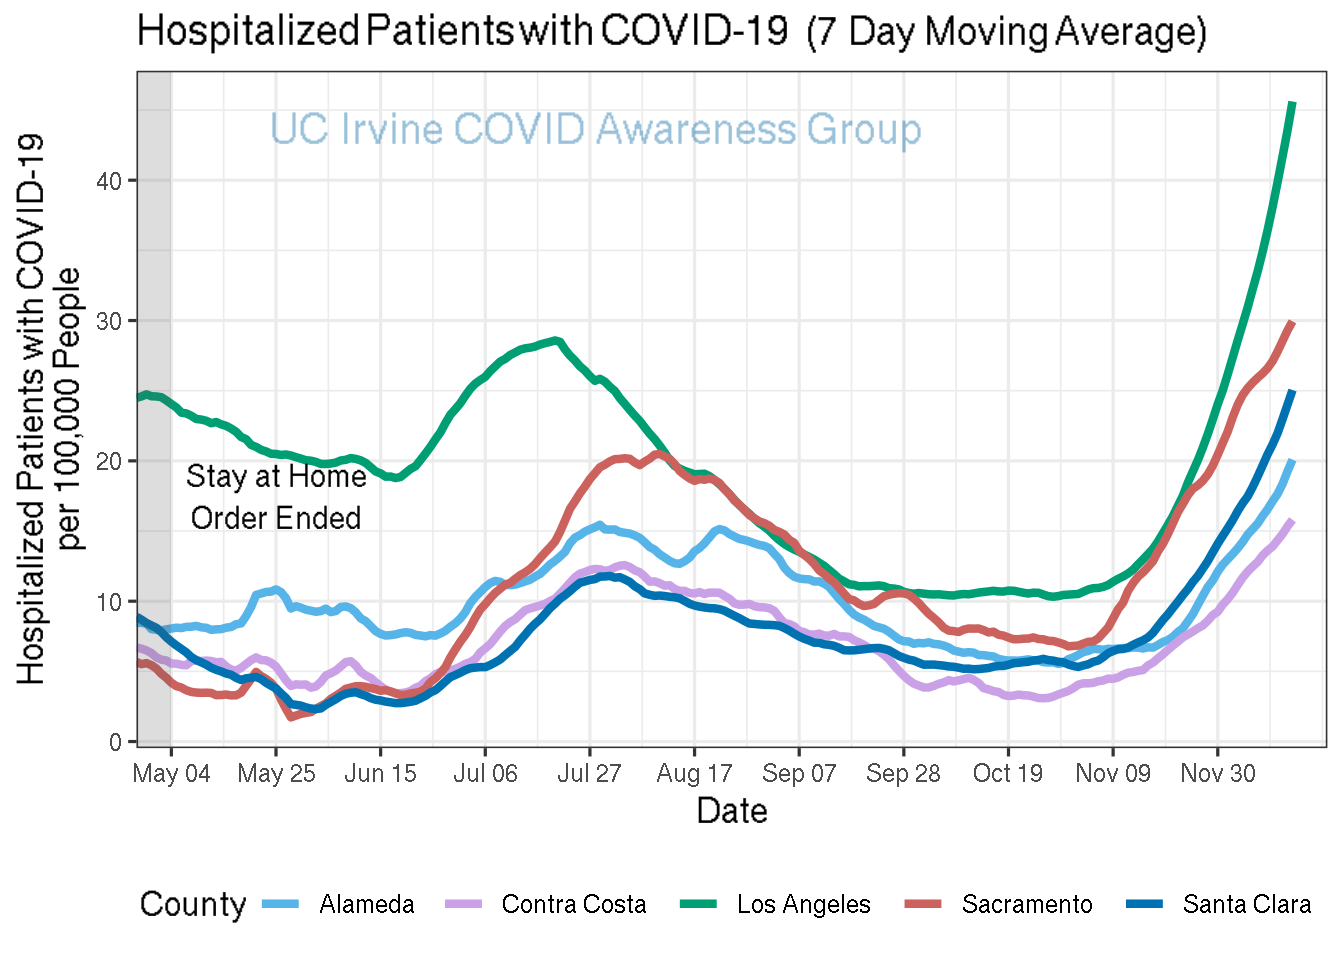 Hospitalized Patients with COVID-19 (7 Day Moving Average)
UC Irvine COVID Awareness Group
Hospitalized Patients with COVID-19
per 100,000 People
40
30
20
10
0
Stay at Home
Order Ended
May 04 May 25 Jun 15 Jul 06 Jul 27 Aug 17 Sep 07 Sep 28 Oct 19 Nov 09 Nov 30
Date
County Alameda Contra Costa Los Angeles Sacramento Santa Clara